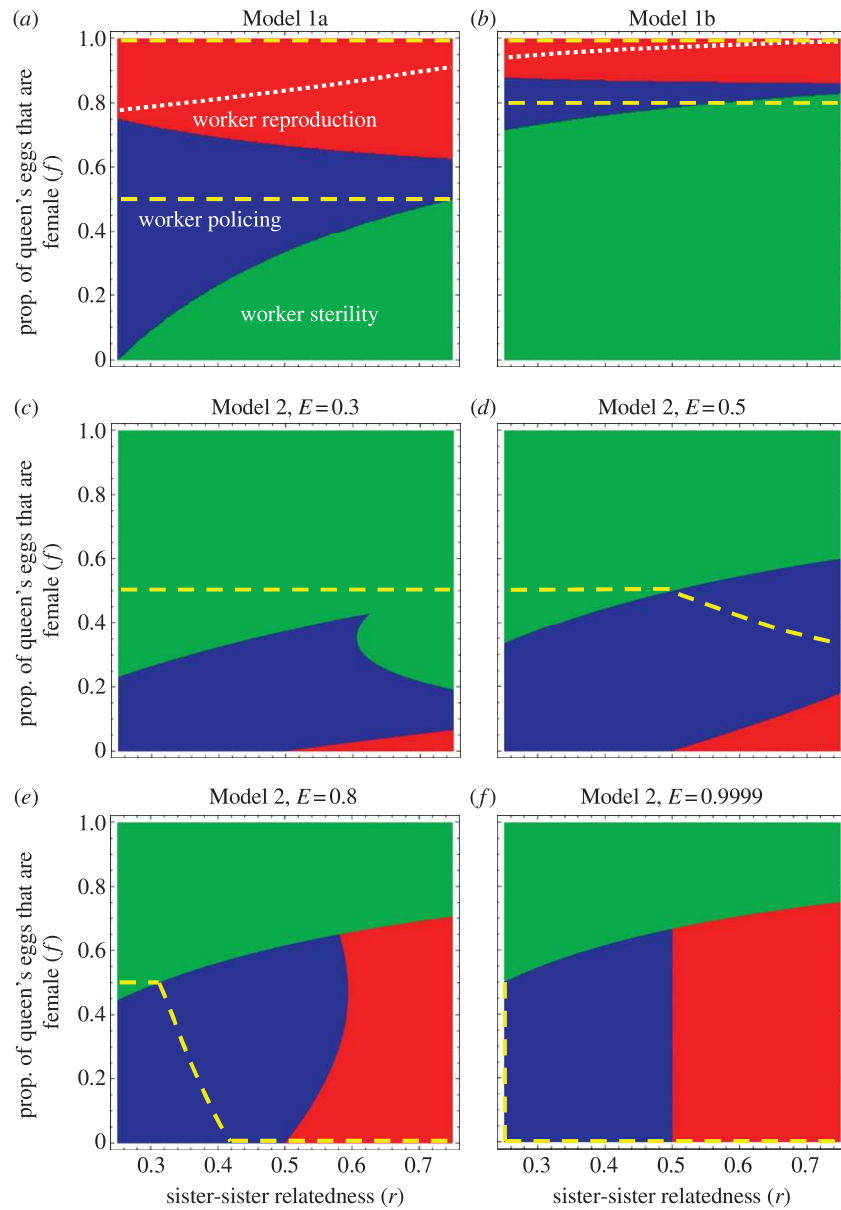 (a) Model 1a
(b) Model 1b
prop. of queen's eggs that are
female (f)
1.0
0.8
0.6
0.4
0.2
0
worker reproduction
worker policing
worker sterility
(c) Model 2, E=0.3
(d) Model 2, E=0.5
prop. of queen's eggs that are
female (f)
1.0
0.8
0.6
0.4
0.2
0
(e) Model 2, E=0.8
(f) Model 2, E=0.9999
prop. of queen's eggs that are
female (f)
1.0
0.8
0.6
0.4
0.2
0
0.3 0.4 0.5 0.6 0.7
0.3 0.4 0.5 0.6 0.7
sister-sister relatedness (r)
sister-sister relatedness (r)